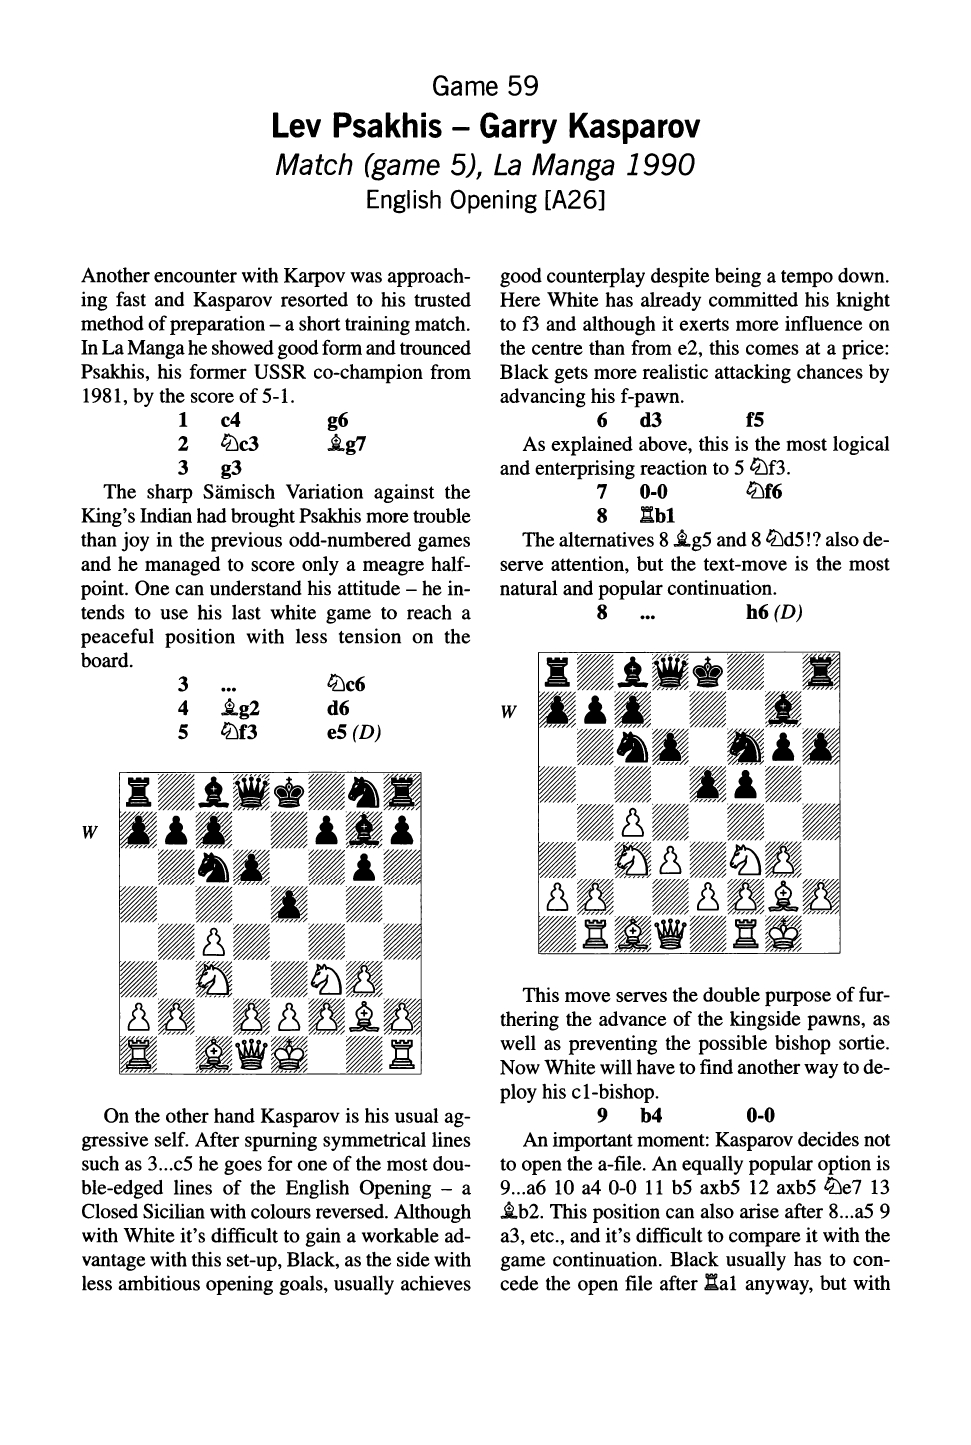 Game 59
Lev Psakhis – Garry Kasparov
Match (game 5), La Manga 1990
English Opening [A26]
Another encounter with Karpov was approach-
ing fast and Kasparov resorted to his trusted
method of preparation – a short training match.
In La Manga he showed good form and trounced
Psakhis, his former USSR co-champion from
1981, by the score of 5-1.
1 c4 g6
2 ♘c3 ♗g7
3 g3
The sharp Sämisch Variation against the
King's Indian had brought Psakhis more trouble
than joy in the previous odd-numbered games
and he managed to score only a meagre half-
point. One can understand his attitude – he in-
tends to use his last white game to reach a
peaceful position with less tension on the
board.
3 ... ♘c6
4 ♗g2 d6
5 ♘f3 e5 (D)
W
On the other hand Kasparov is his usual ag-
gressive self. After spurning symmetrical lines
such as 3...c5 he goes for one of the most dou-
ble-edged lines of the English Opening – a
Closed Sicilian with colours reversed. Although
with White it's difficult to gain a workable ad-
vantage with this set-up, Black, as the side with
less ambitious opening goals, usually achieves
good counterplay despite being a tempo down.
Here White has already committed his knight
to f3 and although it exerts more influence on
the centre than from e2, this comes at a price:
Black gets more realistic attacking chances by
advancing his f-pawn.
6 d3 f5
As explained above, this is the most logical
and enterprising reaction to 5 ♘f3.
7 0-0 ♘f6
8 ♖b1
The alternatives 8 ♗g5 and 8 ♘d5!? also de-
serve attention, but the text-move is the most
natural and popular continuation.
8 ... h6 (D)
W
This move serves the double purpose of fur-
thering the advance of the kingside pawns, as
well as preventing the possible bishop sortie.
Now White will have to find another way to de-
ploy his c1-bishop.
9 b4 0-0
An important moment: Kasparov decides not
to open the a-file. An equally popular option is
9...a6 10 a4 0-0 11 b5 axb5 12 axb5 ♘e7 13
♗b2. This position can also arise after 8...a5 9
a3, etc., and it's difficult to compare it with the
game continuation. Black usually has to con-
cede the open file after ♖a1 anyway, but with